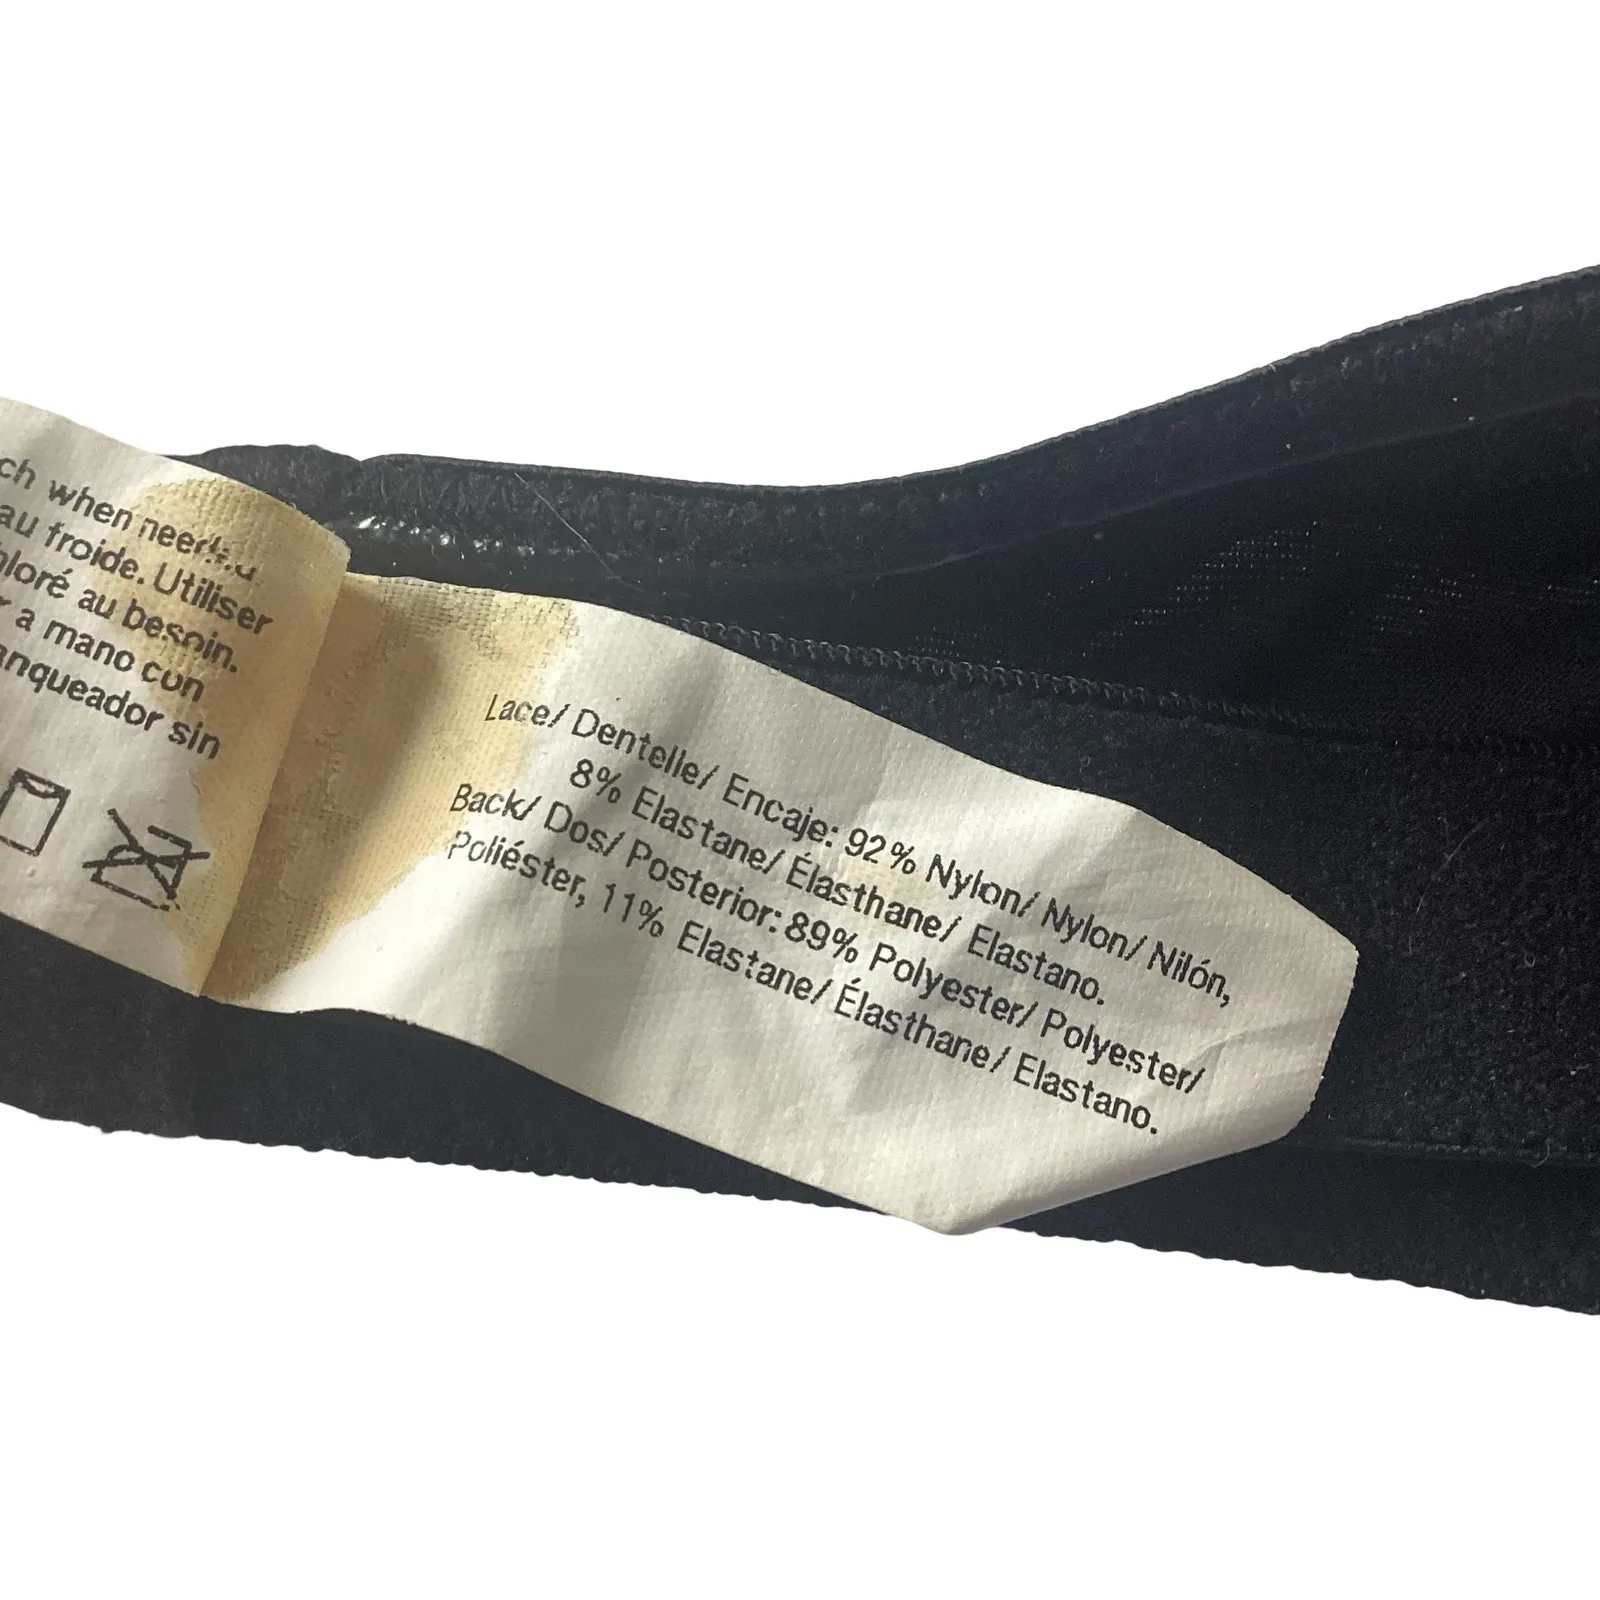 ch when needed.
au froide. Utiliser
hloré au besoin.
r a mano con
anqueador sin
Lace/ Dentelle/ Encaje: 92% Nylon/ Nylon/ Nilón,
8% Elastane/ Élasthane/ Elastano.
Back/ Dos/ Posterior: 89% Polyester/ Polyester/
Poliéster, 11% Elastane/ Élasthane/ Elastano.